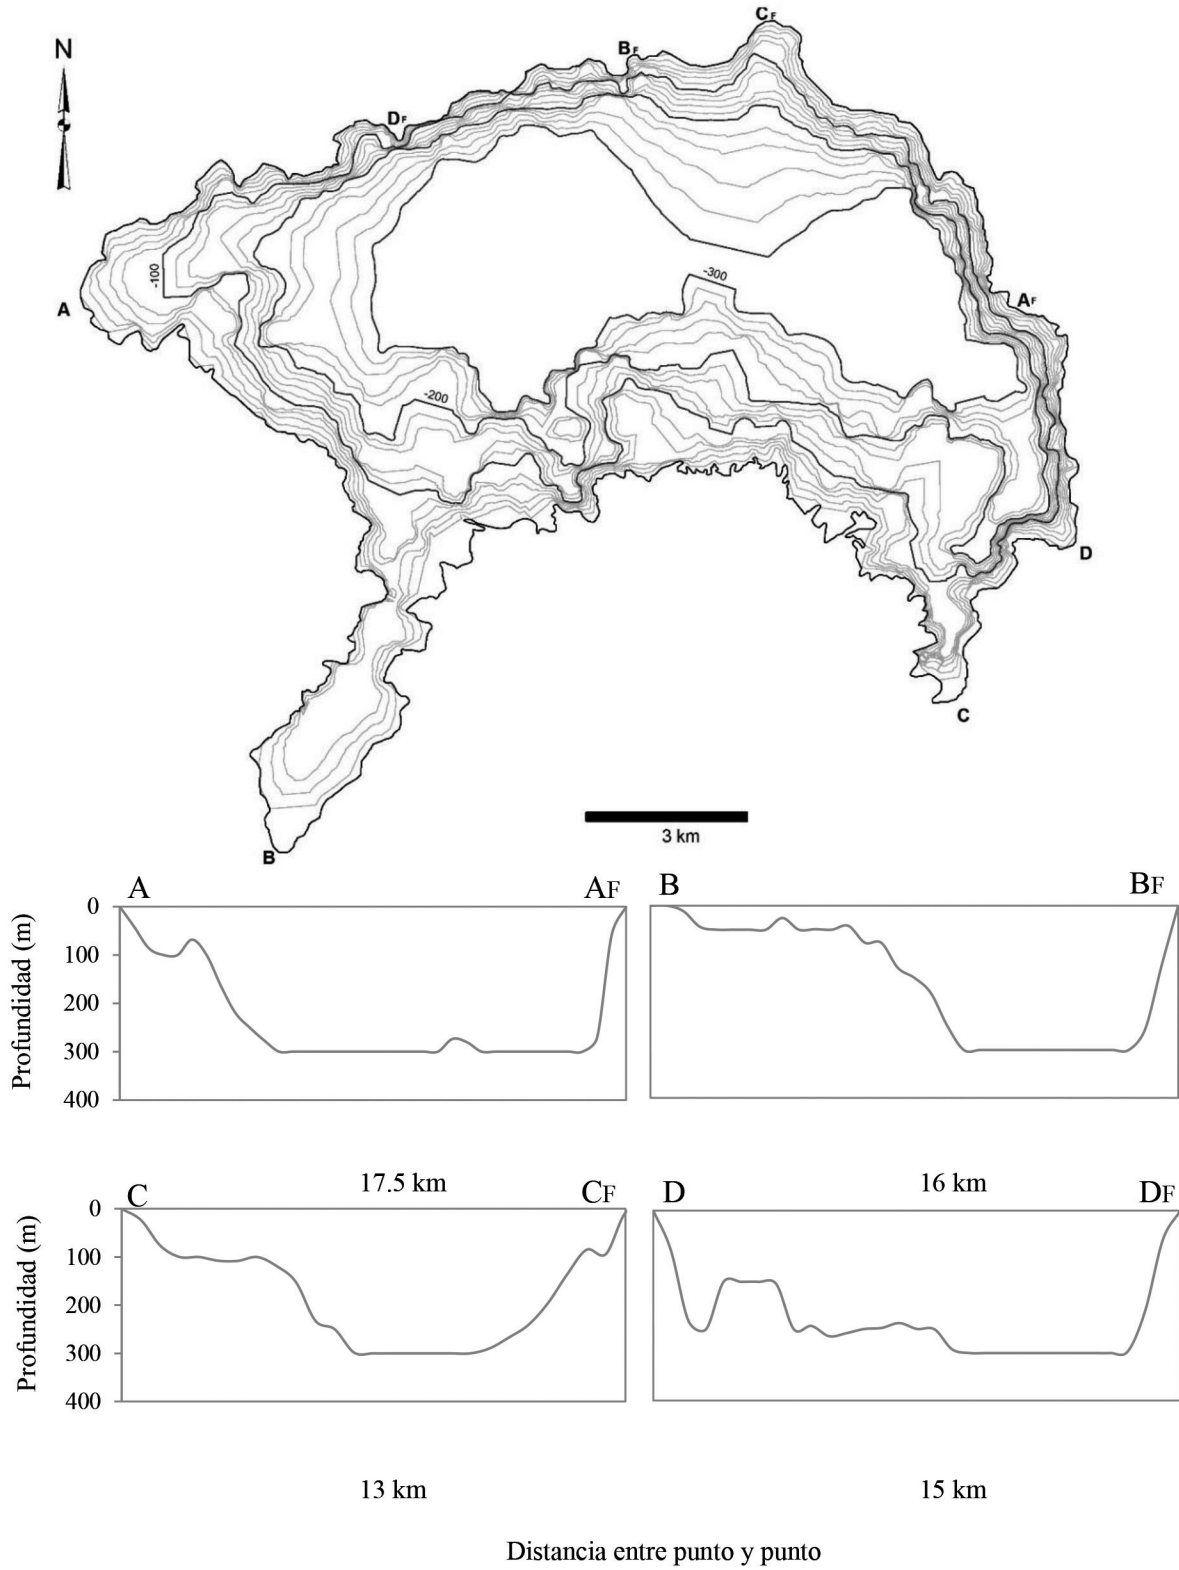 CF
N
BF
DF
-100
-300
A
AF
-200
D
C
3 km
B
A AF B BF
0
100
200
300
400
Profundidad (m)
17.5 km 16 km
C CF D DF
0
100
200
300
400
Profundidad (m)
13 km 15 km
Distancia entre punto y punto